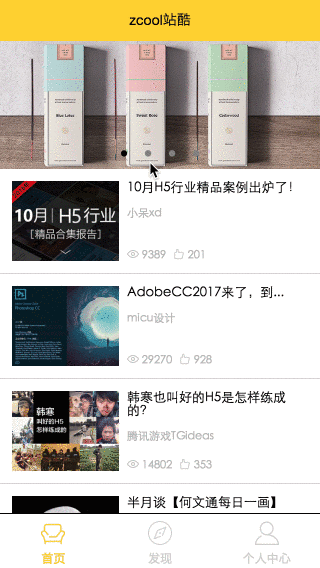 zcool站酷
Blue Lotus
Sweet Rose
Cedarwood
10月 H5行业
[精品合集报告]
10月H5行业精品案例出炉了!
小呆xd
9389 201
Ps
AdobeCC2017来了，到...
micu设计
29270 928
韩寒
叫好的H5
是怎样练成的
韩寒也叫好的H5是怎样练成
的?
腾讯游戏TGideas
14802 353
半月谈【何文通每日一画】
首页
发现
个人中心